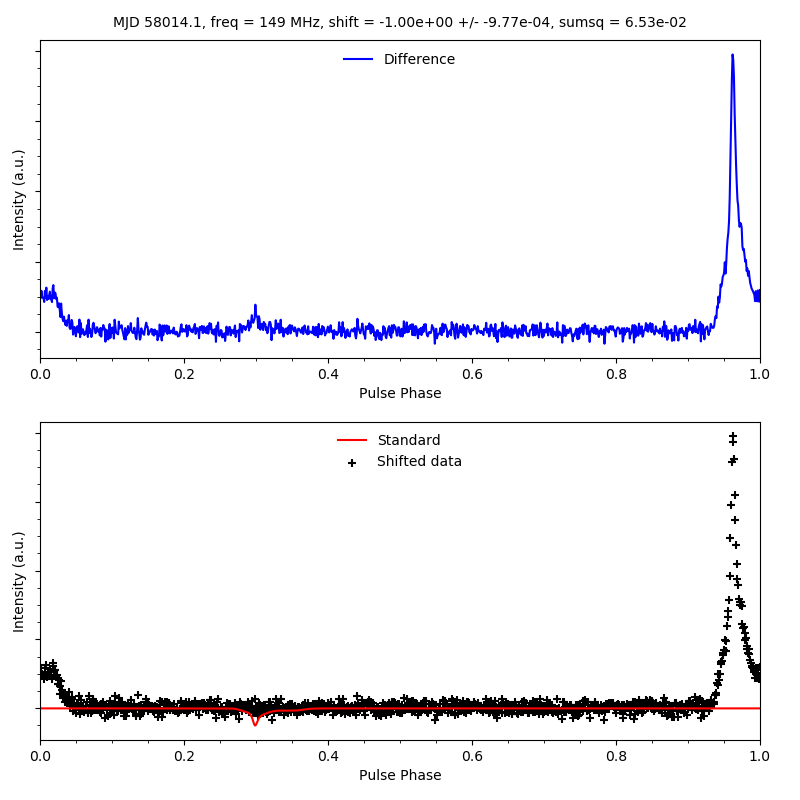 MJD 58014.1, freq = 149 MHz, shift = -1.00e+00 +/- -9.77e-04, sumsq = 6.53e-02
Difference
Intensity (a.u.)
0.0 0.2 0.4 0.6 0.8 1.0
Pulse Phase
Standard
Shifted data
Intensity (a.u.)
0.0 0.2 0.4 0.6 0.8 1.0
Pulse Phase